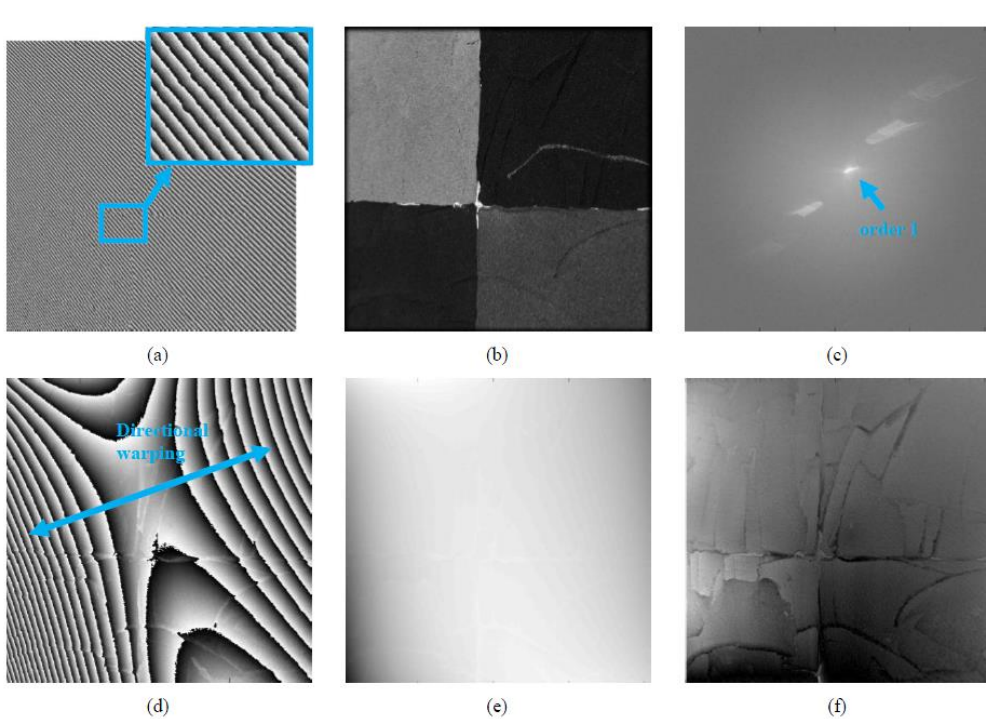 order 1
(a)
(b)
(c)
Directional
warping
(d)
(e)
(f)